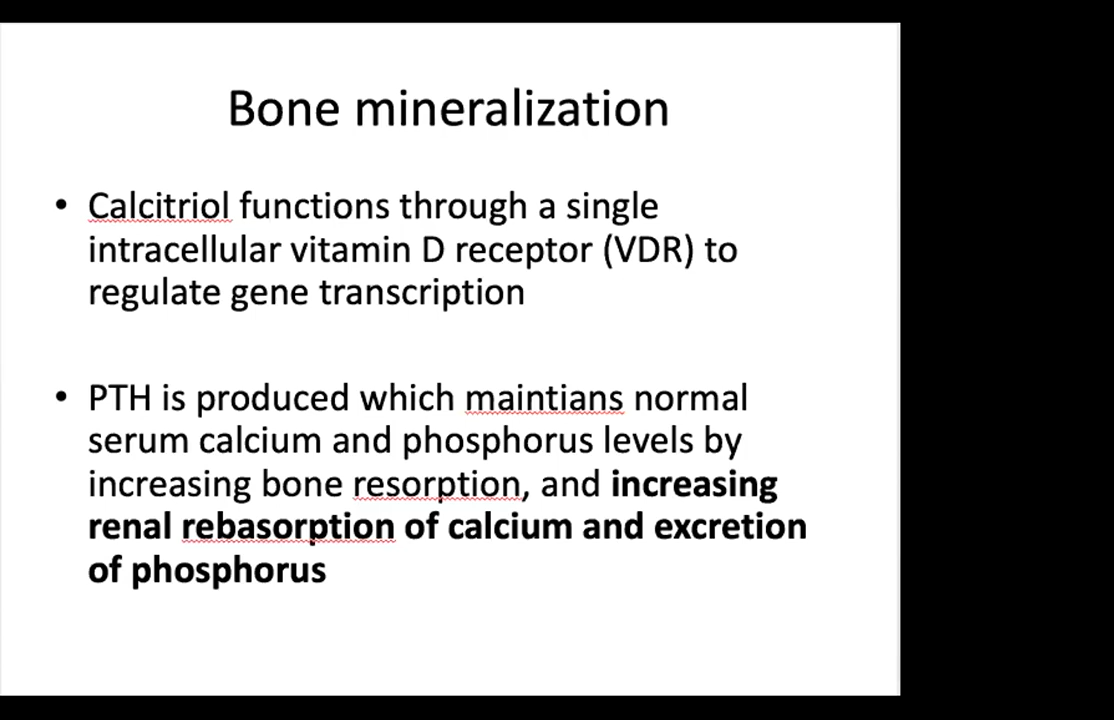 Bone mineralization
• Calcitriol functions through a single
intracellular vitamin D receptor (VDR) to
regulate gene transcription
• PTH is produced which maintians normal
serum calcium and phosphorus levels by
increasing bone resorption, and increasing
renal rebasorption of calcium and excretion
of phosphorus